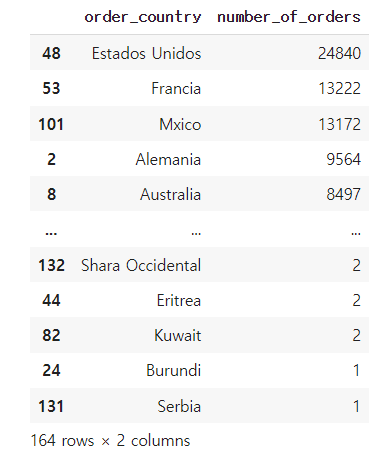 order_country number_of_orders
48 Estados Unidos 24840
53 Francia 13222
101 Mxico 13172
2 Alemania 9564
8 Australia 8497
... ... ...
132 Shara Occidental 2
44 Eritrea 2
82 Kuwait 2
24 Burundi 1
131 Serbia 1
164 rows × 2 columns